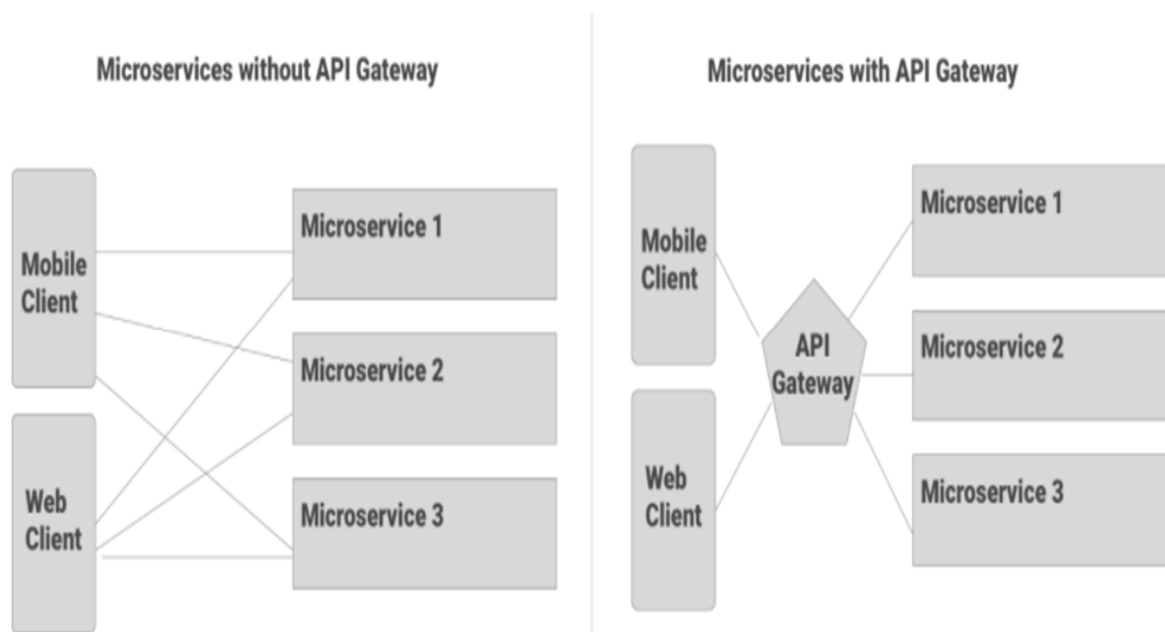 Microservices without API Gateway
Mobile
Client
Web
Client
Microservice 1
Microservice 2
Microservice 3
Microservices with API Gateway
Mobile
Client
Web
Client
API
Gateway
Microservice 1
Microservice 2
Microservice 3